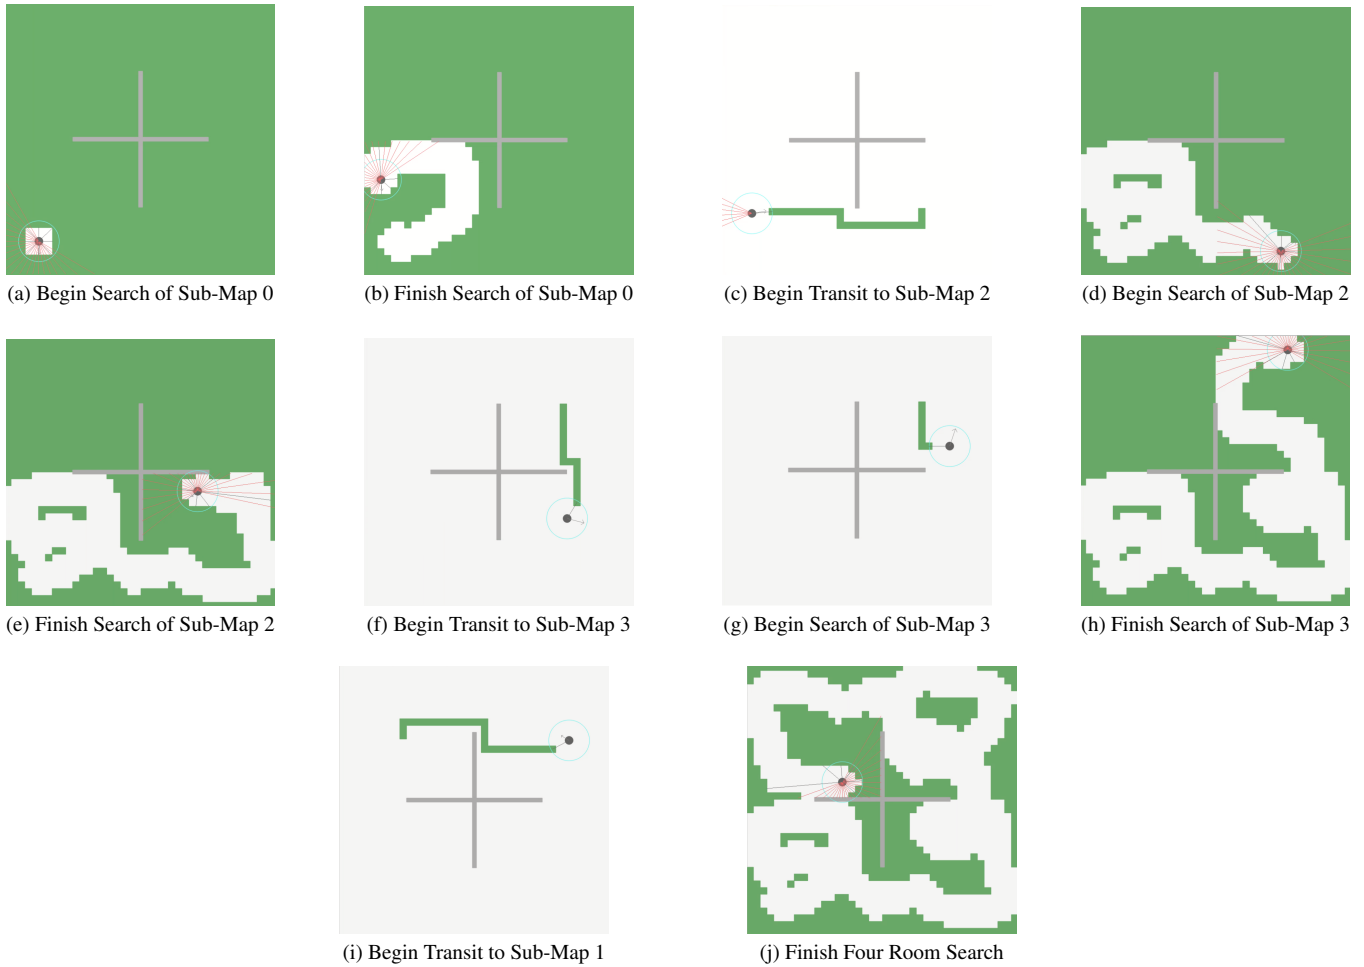 (a) Begin Search of Sub-Map 0
(b) Finish Search of Sub-Map 0
(c) Begin Transit to Sub-Map 2
(d) Begin Search of Sub-Map 2
(e) Finish Search of Sub-Map 2
(f) Begin Transit to Sub-Map 3
(g) Begin Search of Sub-Map 3
(h) Finish Search of Sub-Map 3
(i) Begin Transit to Sub-Map 1
(j) Finish Four Room Search